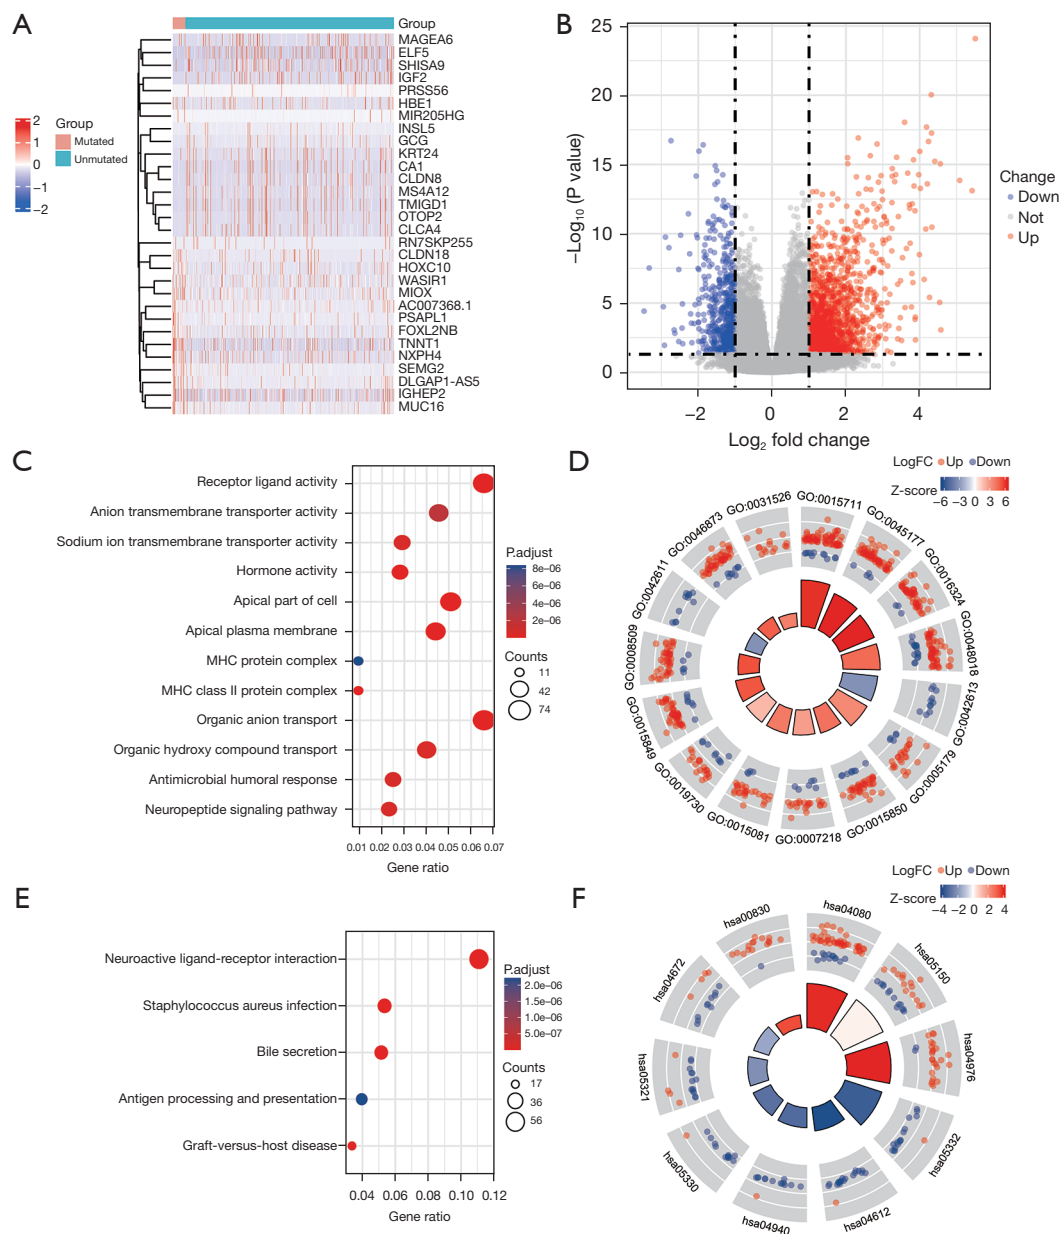 A
Group
MAGEA6
ELF5
SHISA9
IGF2
PRSS56
HBE1
MIR205HG
INSL5
GCG
KRT24
CA1
CLDN8
MS4A12
TMIGD1
OTOP2
CLCA4
RN7SKP255
CLDN18
HOXC10
WASIR1
MIOX
AC007368.1
PSAPL1
FOXL2NB
TNNT1
NXPH4
SEMG2
DLGAP1-AS5
IGHEP2
MUC16
2
1
0
−1
−2
Group
Mutated
Unmutated
B
25
20
15
10
5
0
−Log10 (P value)
−2 0 2 4
Log2 fold change
Change
Down
Not
Up
C
Receptor ligand activity
Anion transmembrane transporter activity
Sodium ion transmembrane transporter activity
Hormone activity
Apical part of cell
Apical plasma membrane
MHC protein complex
MHC class II protein complex
Organic anion transport
Organic hydroxy compound transport
Antimicrobial humoral response
Neuropeptide signaling pathway
0.01 0.02 0.03 0.04 0.05 0.06 0.07
Gene ratio
P.adjust
8e−06
6e−06
4e−06
2e−06
Counts
11
42
74
D
LogFC Up Down
Z-score
−6 −3 0 3 6
GO:0015711
GO:0045177
GO:0016324
GO:0048018
GO:0042613
GO:0005179
GO:0015850
GO:0007218
GO:0015081
GO:0019730
GO:0015849
GO:0008509
GO:0042611
GO:0046873
GO:0031526
E
Neuroactive ligand-receptor interaction
Staphylococcus aureus infection
Bile secretion
Antigen processing and presentation
Graft-versus-host disease
0.04 0.06 0.08 0.10 0.12
Gene ratio
P.adjust
2.0e−06
1.5e−06
1.0e−06
5.0e−07
Counts
17
36
56
F
LogFC Up Down
Z-score
−4 −2 0 2 4
hsa04080
hsa05150
hsa04976
hsa05332
hsa04612
hsa04940
hsa05330
hsa05321
hsa04672
hsa00830